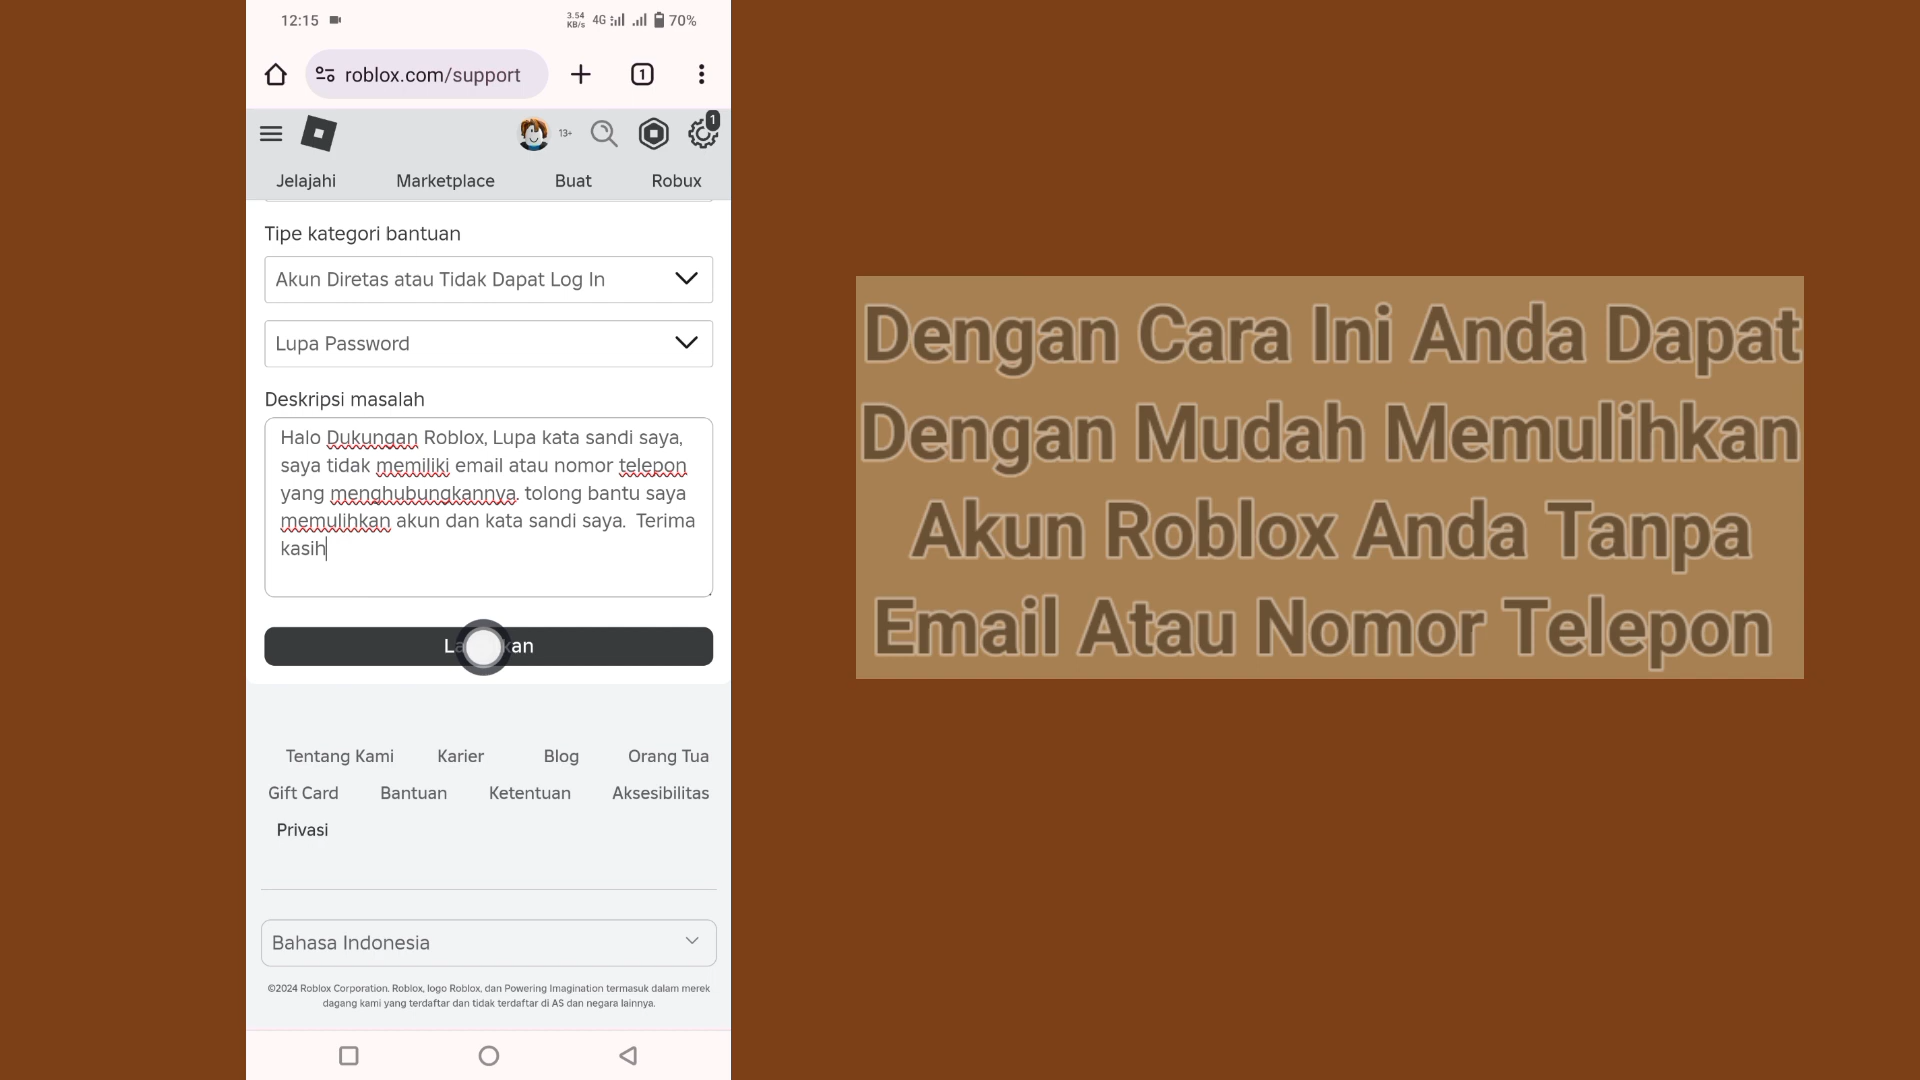 12:15
3.54
KB/s
4G
70%
roblox.com/support
1
13+
1
Jelajahi Marketplace Buat Robux
Tipe kategori bantuan
Akun Diretas atau Tidak Dapat Log In
Lupa Password
Deskripsi masalah
Halo Dukungan Roblox, Lupa kata sandi saya,
saya tidak memiliki email atau nomor telepon
yang menghubungkannya. tolong bantu saya
memulihkan akun dan kata sandi saya. Terima
kasih
Tentang Kami Karier Blog Orang Tua
Gift Card Bantuan Ketentuan Aksesibilitas
Privasi
Bahasa Indonesia
©2024 Roblox Corporation. Roblox, logo Roblox, dan Powering Imagination termasuk dalam merek
dagang kami yang terdaftar dan tidak terdaftar di AS dan negara lainnya.
Dengan Cara Ini Anda Dapat
Dengan Mudah Memulihkan
Akun Roblox Anda Tanpa
Email Atau Nomor Telepon